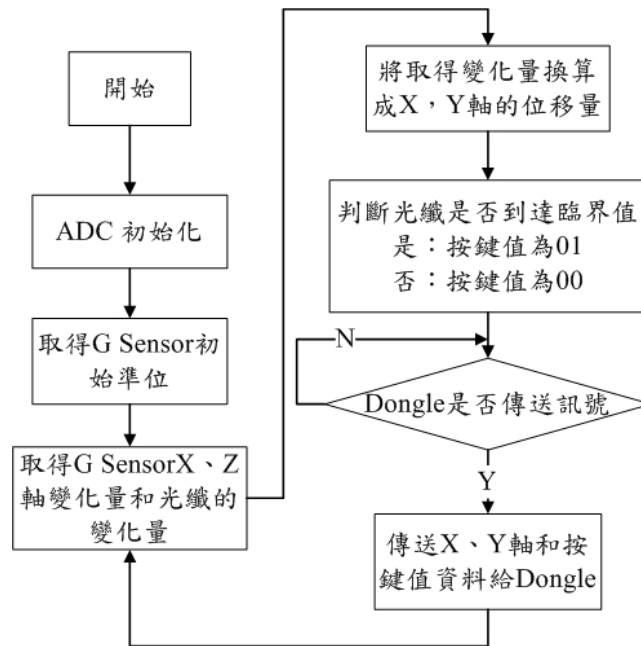 開始
ADC 初始化
取得G Sensor初
始準位
取得G SensorX、Z
軸變化量和光纖的
變化量
將取得變化量換算
成X，Y軸的位移量
判斷光纖是否到達臨界值
是：按鍵值為01
否：按鍵值為00
N
Dongle是否傳送訊號
Y
傳送X、Y軸和按
鍵值資料給Dongle